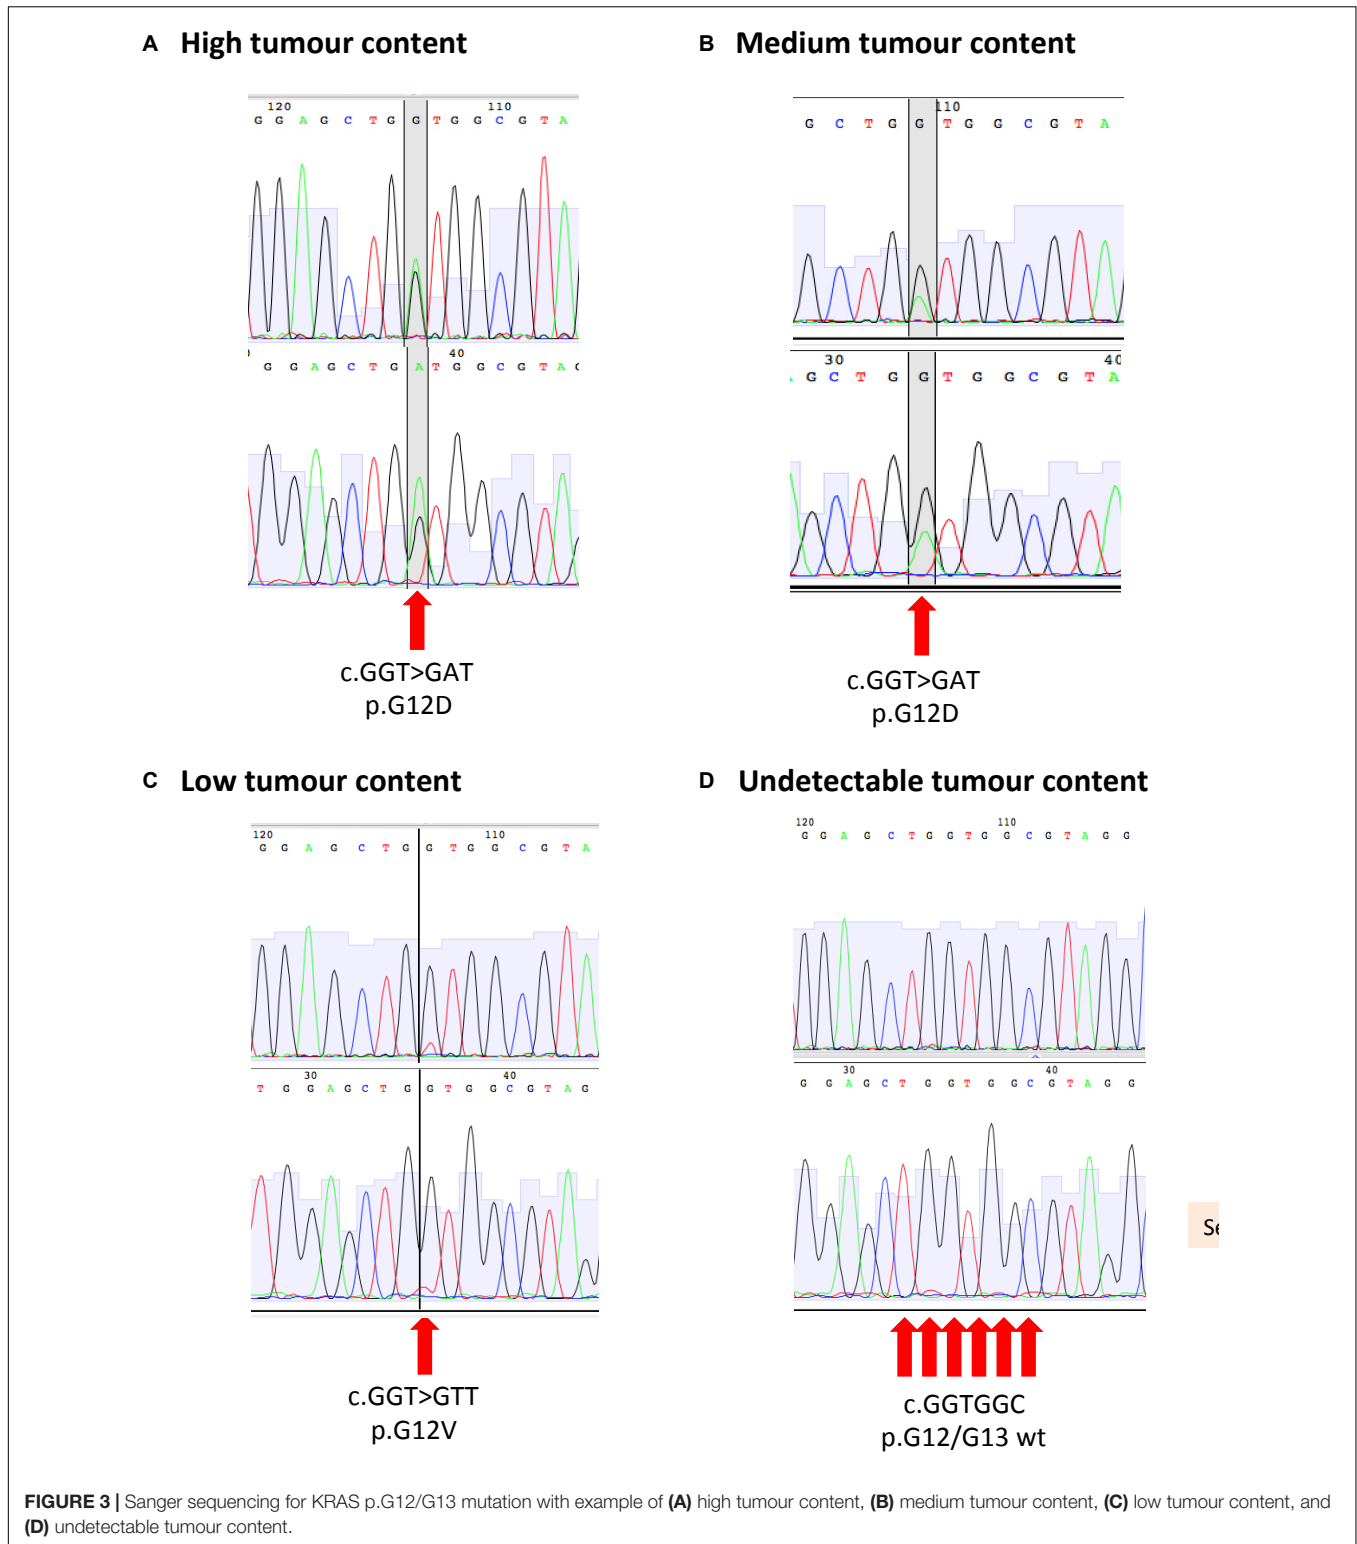 A High tumour content
120 110
G G A G C T G G T G G C G T A
40
G G A G C T G A T G G C G T A G
c.GGT>GAT
p.G12D
B Medium tumour content
110
G C T G G T G G C G T A
30 40
G C T G G T G G C G T A
c.GGT>GAT
p.G12D
C Low tumour content
120 110
G G A G C T G G T G G C G T A
30 40
T G G A G C T G G T G G C G T A G
c.GGT>GTT
p.G12V
D Undetectable tumour content
120 110
G G A G C T G G T G G C G T A G G
30 40
G G A G C T G G T G G C G T A G G
c.GGTGGC
p.G12/G13 wt
FIGURE 3 | Sanger sequencing for KRAS p.G12/G13 mutation with example of (A) high tumour content, (B) medium tumour content, (C) low tumour content, and
(D) undetectable tumour content.